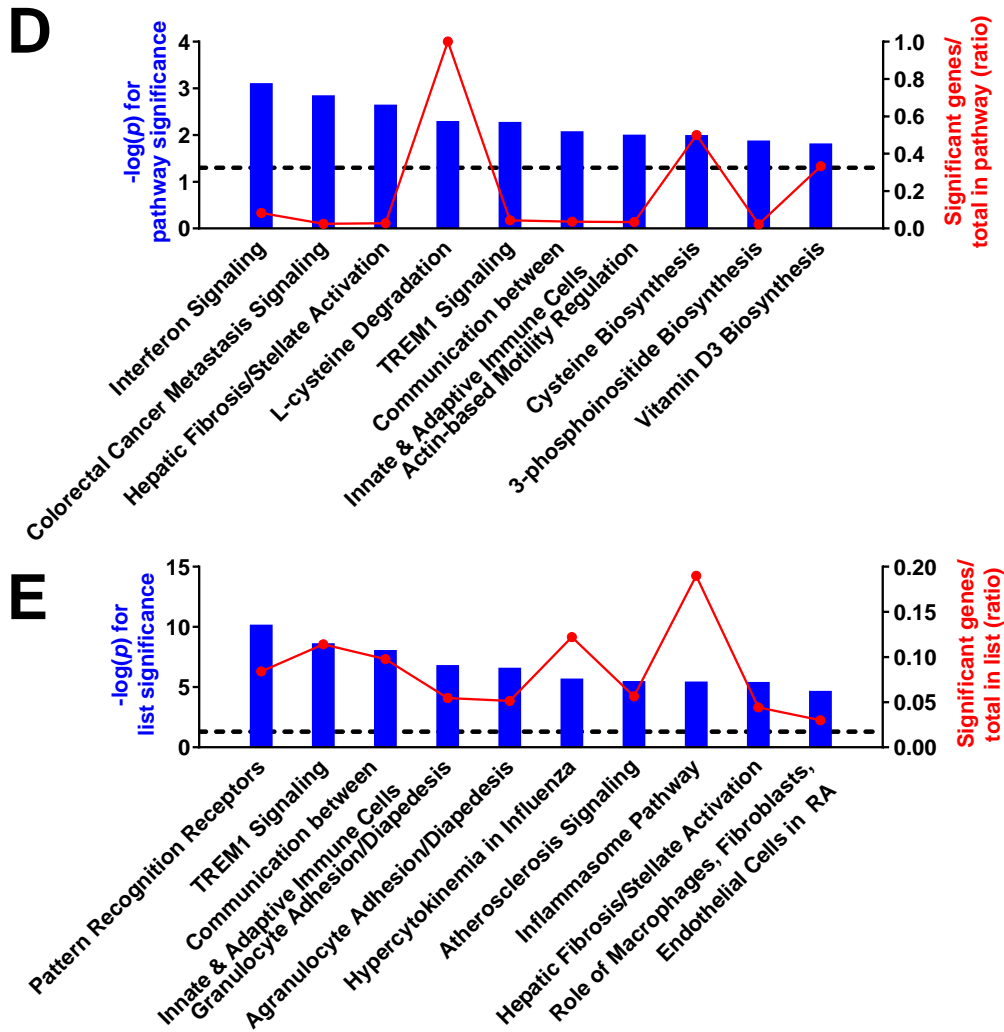 D
-log(p) for
pathway significance
4
3
2
1
0
1.0
0.8
0.6
0.4
0.2
0.0
Significant genes/
total in pathway (ratio)
Interferon Signaling
Colorectal Cancer Metastasis Signaling
Hepatic Fibrosis/Stellate Activation
L-cysteine Degradation
TREM1 Signaling
Communication between
Innate & Adaptive Immune Cells
Actin-based Motility Regulation
Cysteine Biosynthesis
3-phosphoinositide Biosynthesis
Vitamin D3 Biosynthesis
E
-log(p) for
list significance
15
10
5
0
0.20
0.15
0.10
0.05
0.00
Significant genes/
total in list (ratio)
Pattern Recognition Receptors
TREM1 Signaling
Communication between
Innate & Adaptive Immune Cells
Granulocyte Adhesion/Diapedesis
Agranulocyte Adhesion/Diapedesis
Hypercytokinemia in Influenza
Atherosclerosis Signaling
Inflammasome Pathway
Hepatic Fibrosis/Stellate Activation
Role of Macrophages, Fibroblasts,
Endothelial Cells in RA